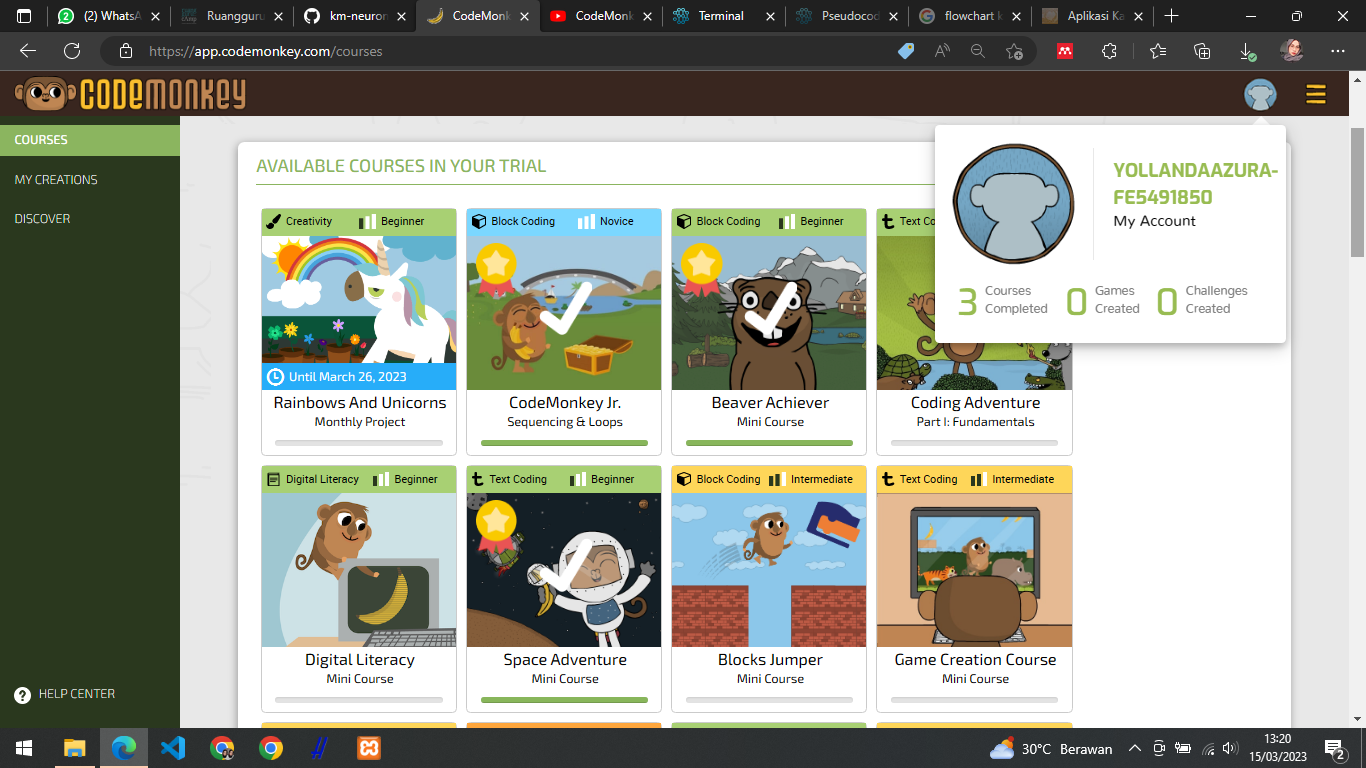 (2) WhatsA
Ruangguru
km-neuron
CodeMonk
CodeMonk
Terminal
Pseudocod
flowchart k
Aplikasi Ka
https://app.codemonkey.com/courses
CODEMONKEY
COURSES
MY CREATIONS
DISCOVER
HELP CENTER
AVAILABLE COURSES IN YOUR TRIAL
YOLLANDAAZURA-
FE5491850
My Account
3 Courses Completed
0 Games Created
0 Challenges Created
Creativity Beginner
Until March 26, 2023
Rainbows And Unicorns
Monthly Project
Block Coding Novice
CodeMonkey Jr.
Sequencing & Loops
Block Coding Beginner
Beaver Achiever
Mini Course
Text Co
Coding Adventure
Part I: Fundamentals
Digital Literacy Beginner
Digital Literacy
Mini Course
Text Coding Beginner
Space Adventure
Mini Course
Block Coding Intermediate
Blocks Jumper
Mini Course
Text Coding Intermediate
Game Creation Course
Mini Course
30°C Berawan
13:20
15/03/2023
2